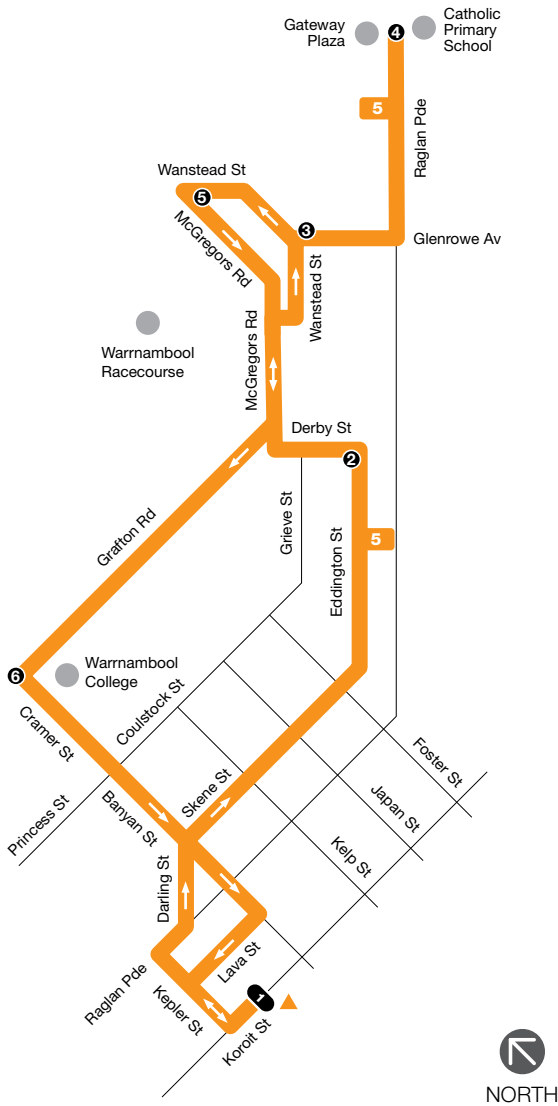 Gateway
Plaza
4
Catholic
Primary
School
5
Raglan Pde
Wanstead St
5
McGregors Rd
3
Glenrowe Av
Wanstead St
McGregors Rd
Warrnambool
Racecourse
Derby St
2
Grieve St
Eddington St
5
Grafton Rd
6
Warrnambool
College
Cramer St
Coulstock St
Princess St
Banyan St
Skene St
Foster St
Japan St
Kelp St
Darling St
Lava St
Raglan Pde
Kepler St
1
Koroit St
NORTH